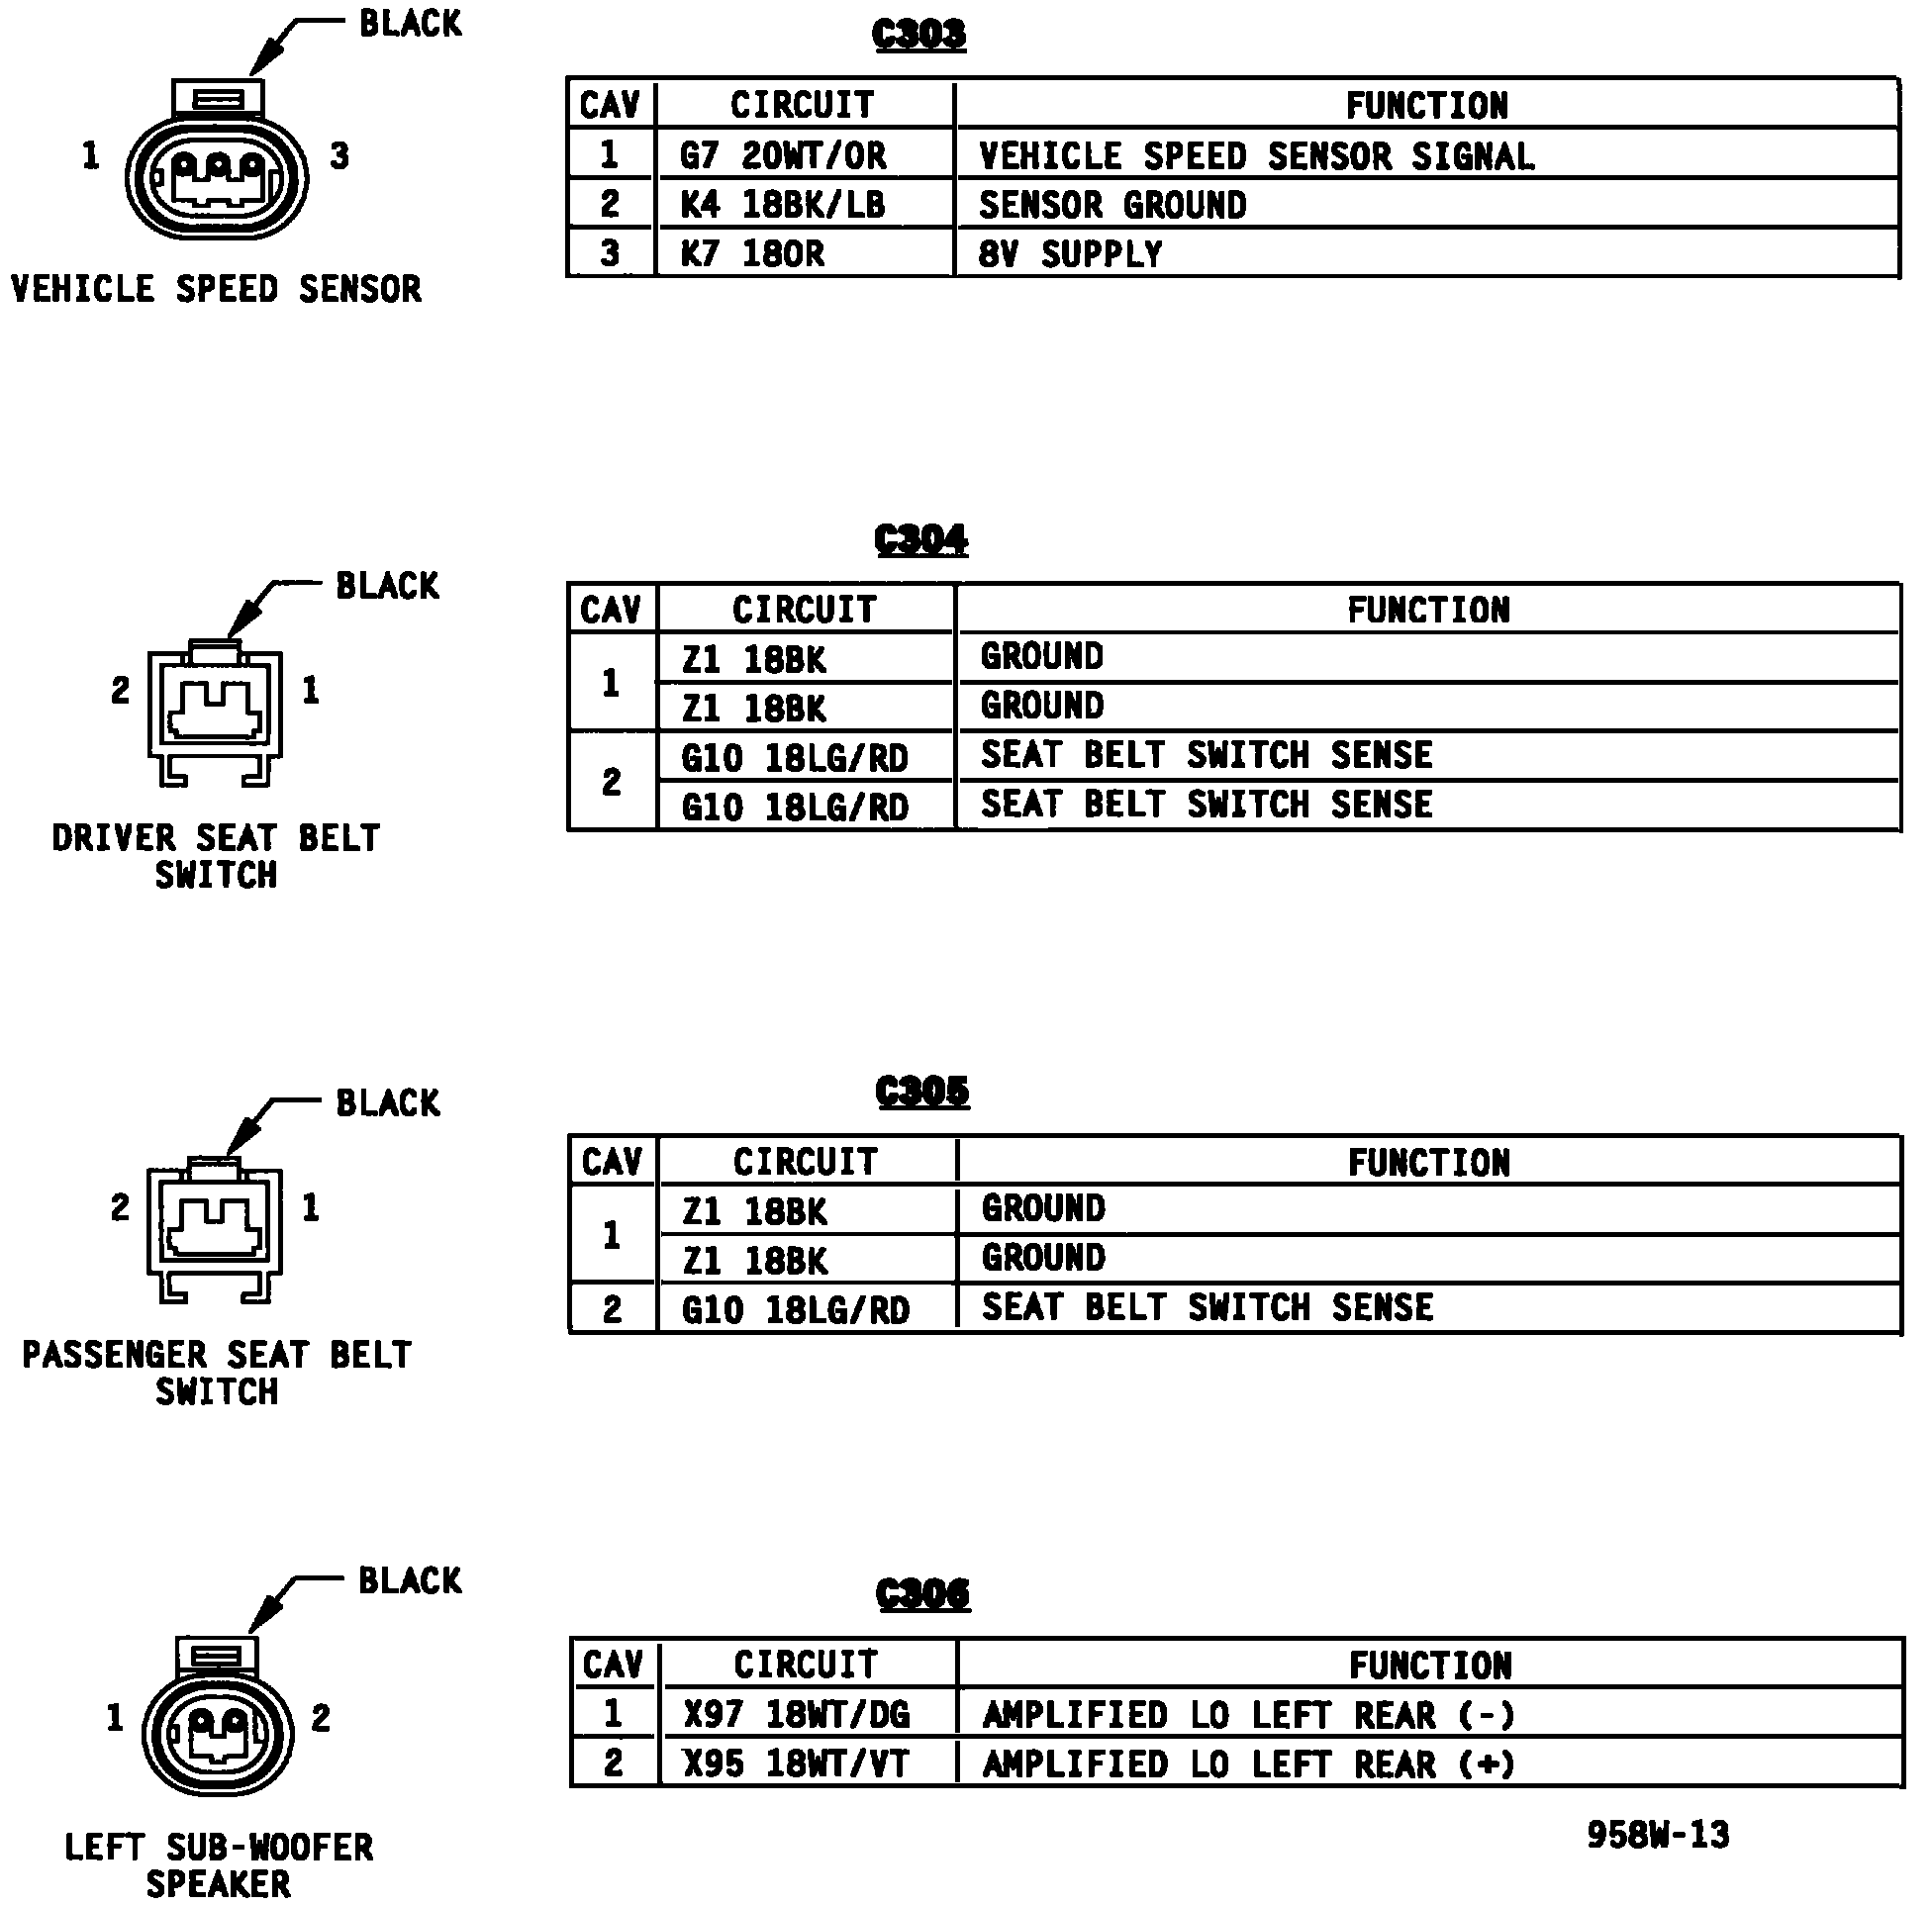 BLACK
1 3
VEHICLE SPEED SENSOR
C303
CAV CIRCUIT FUNCTION
1 G7 20WT/OR VEHICLE SPEED SENSOR SIGNAL
2 K4 18BK/LB SENSOR GROUND
3 K7 18OR 8V SUPPLY
BLACK
2 1
DRIVER SEAT BELT
SWITCH
C304
CAV CIRCUIT FUNCTION
1 Z1 18BK GROUND
Z1 18BK GROUND
2 G10 18LG/RD SEAT BELT SWITCH SENSE
G10 18LG/RD SEAT BELT SWITCH SENSE
BLACK
2 1
PASSENGER SEAT BELT
SWITCH
C305
CAV CIRCUIT FUNCTION
1 Z1 18BK GROUND
Z1 18BK GROUND
2 G10 18LG/RD SEAT BELT SWITCH SENSE
BLACK
1 2
LEFT SUB-WOOFER
SPEAKER
C306
CAV CIRCUIT FUNCTION
1 X97 18WT/DG AMPLIFIED LO LEFT REAR (-)
2 X95 18WT/VT AMPLIFIED LO LEFT REAR (+)
958W-13